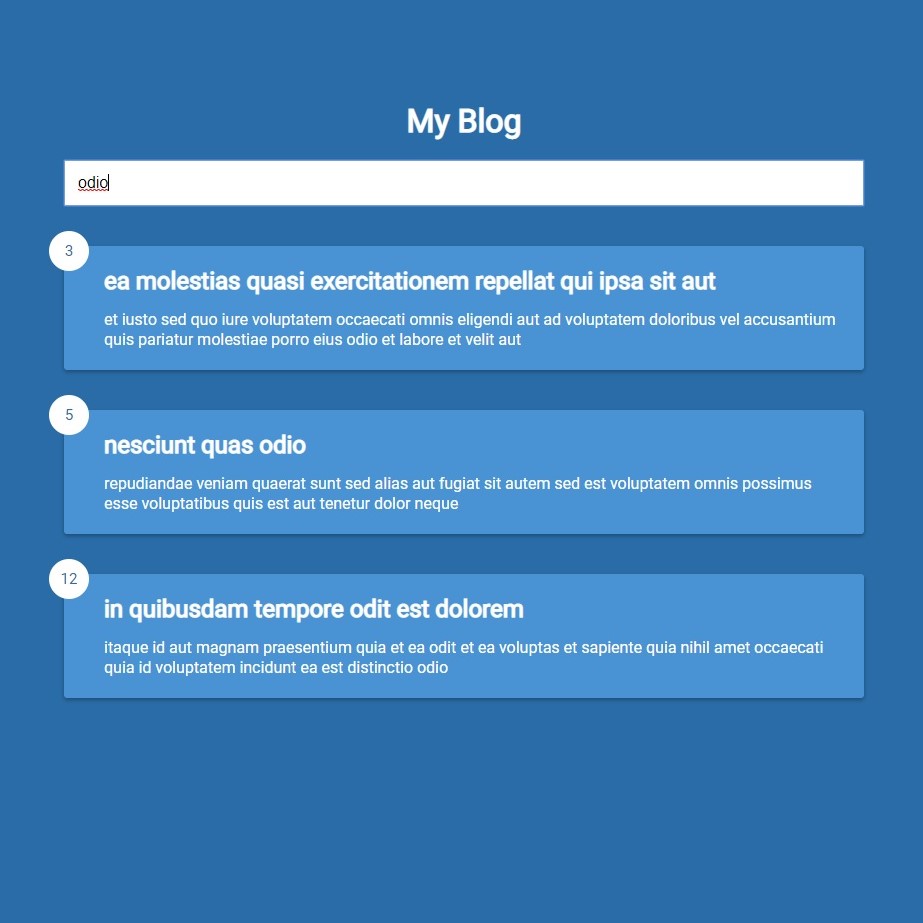 My Blog
odio
3
ea molestias quasi exercitationem repellat qui ipsa sit aut
et iusto sed quo iure voluptatem occaecati omnis eligendi aut ad voluptatem doloribus vel accusantium
quis pariatur molestiae porro eius odio et labore et velit aut
5
nesciunt quas odio
repudiandae veniam quaerat sunt sed alias aut fugiat sit autem sed est voluptatem omnis possimus
esse voluptatibus quis est aut tenetur dolor neque
12
in quibusdam tempore odit est dolorem
itaque id aut magnam praesentium quia et ea odit et ea voluptas et sapiente quia nihil amet occaecati
quia id voluptatem incidunt ea est distinctio odio